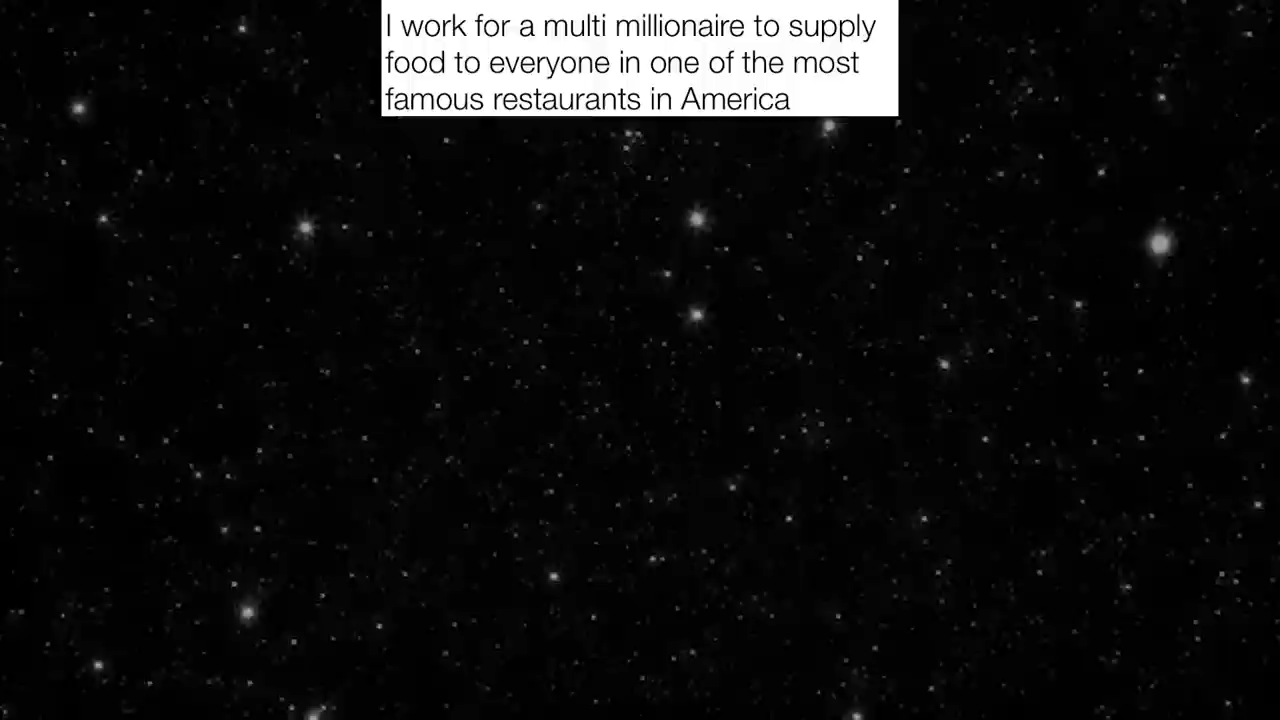 I work for a multi millionaire to supply
food to everyone in one of the most
famous restaurants in America